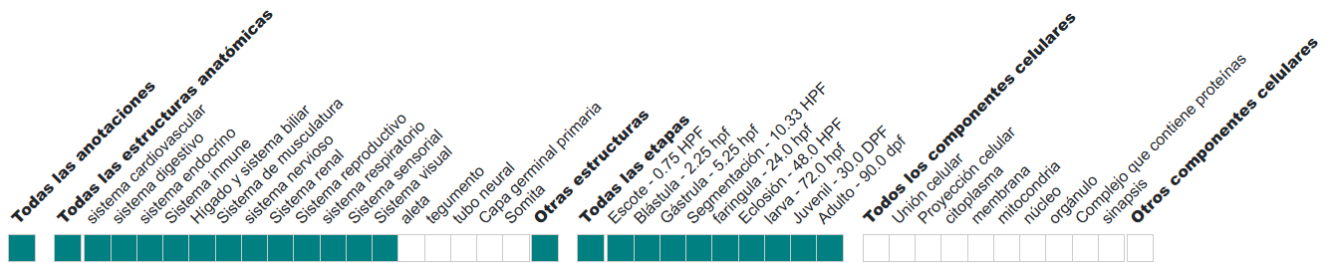 Todas las anotaciones
Todas las estructuras anatómicas
sistema cardiovascular
sistema digestivo
sistema endocrino
Sistema inmune
Hígado y sistema biliar
Sistema de musculatura
sistema nervioso
Sistema renal
Sistema reproductivo
sistema respiratorio
Sistema sensorial
Sistema visual
aleta
tegumento
tubo neural
Capa germinal primaria
Somita
Otras estructuras
Todas las etapas
Escote - 0.75 HPF
Blástula - 2.25 hpf
Gástrula - 5.25 hpf
Segmentación - 10.33 HPF
faringula - 24.0 hpf
Eclosión - 48.0 HPF
larva - 72.0 hpf
Juvenil - 30.0 DPF
Adulto - 90.0 dpf
Todos los componentes celulares
Unión celular
Proyección celular
citoplasma
membrana
mitocondria
núcleo
orgánulo
Complejo que contiene proteínas
sinapsis
Otros componentes celulares